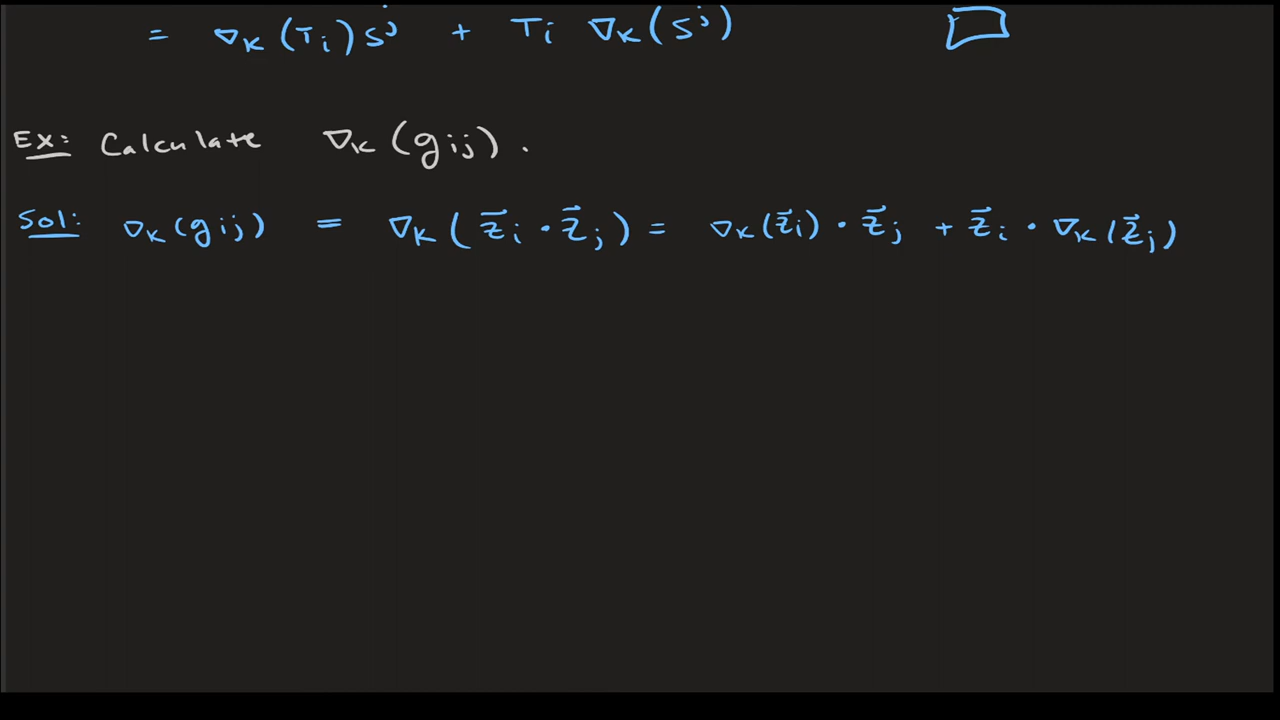 = ∇ₖ(Tᵢ)Sʲ + Tᵢ ∇ₖ(Sʲ) □
Ex: Calculate ∇ₖ(gᵢⱼ).
Sol: ∇ₖ(gᵢⱼ) = ∇ₖ(Z⃗ᵢ · Z⃗ⱼ) = ∇ₖ(Z⃗ᵢ) · Z⃗ⱼ + Z⃗ᵢ · ∇ₖ(Z⃗ⱼ)